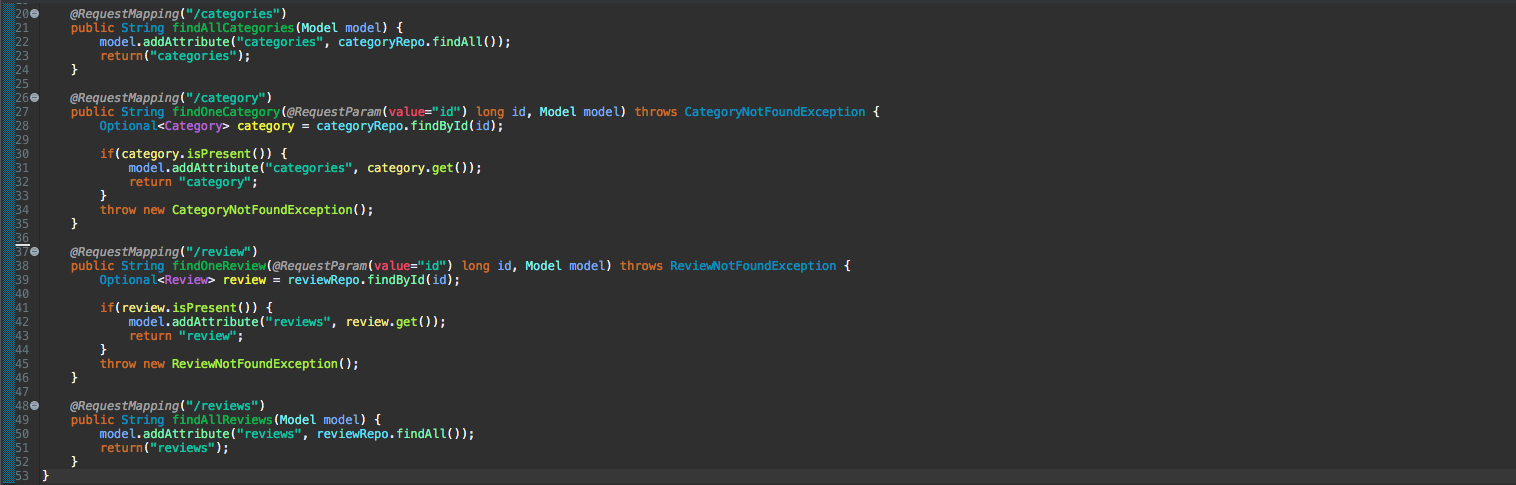 20 @RequestMapping("/categories")
21 public String findAllCategories(Model model) {
22 model.addAttribute("categories", categoryRepo.findAll());
23 return("categories");
24 }
25
26 @RequestMapping("/category")
27 public String findOneCategory(@RequestParam(value="id") long id, Model model) throws CategoryNotFoundException {
28 Optional<Category> category = categoryRepo.findById(id);
29
30 if(category.isPresent()) {
31 model.addAttribute("categories", category.get());
32 return "category";
33 }
34 throw new CategoryNotFoundException();
35 }
36
37 @RequestMapping("/review")
38 public String findOneReview(@RequestParam(value="id") long id, Model model) throws ReviewNotFoundException {
39 Optional<Review> review = reviewRepo.findById(id);
40
41 if(review.isPresent()) {
42 model.addAttribute("reviews", review.get());
43 return "review";
44 }
45 throw new ReviewNotFoundException();
46 }
47
48 @RequestMapping("/reviews")
49 public String findAllReviews(Model model) {
50 model.addAttribute("reviews", reviewRepo.findAll());
51 return("reviews");
52 }
53 }